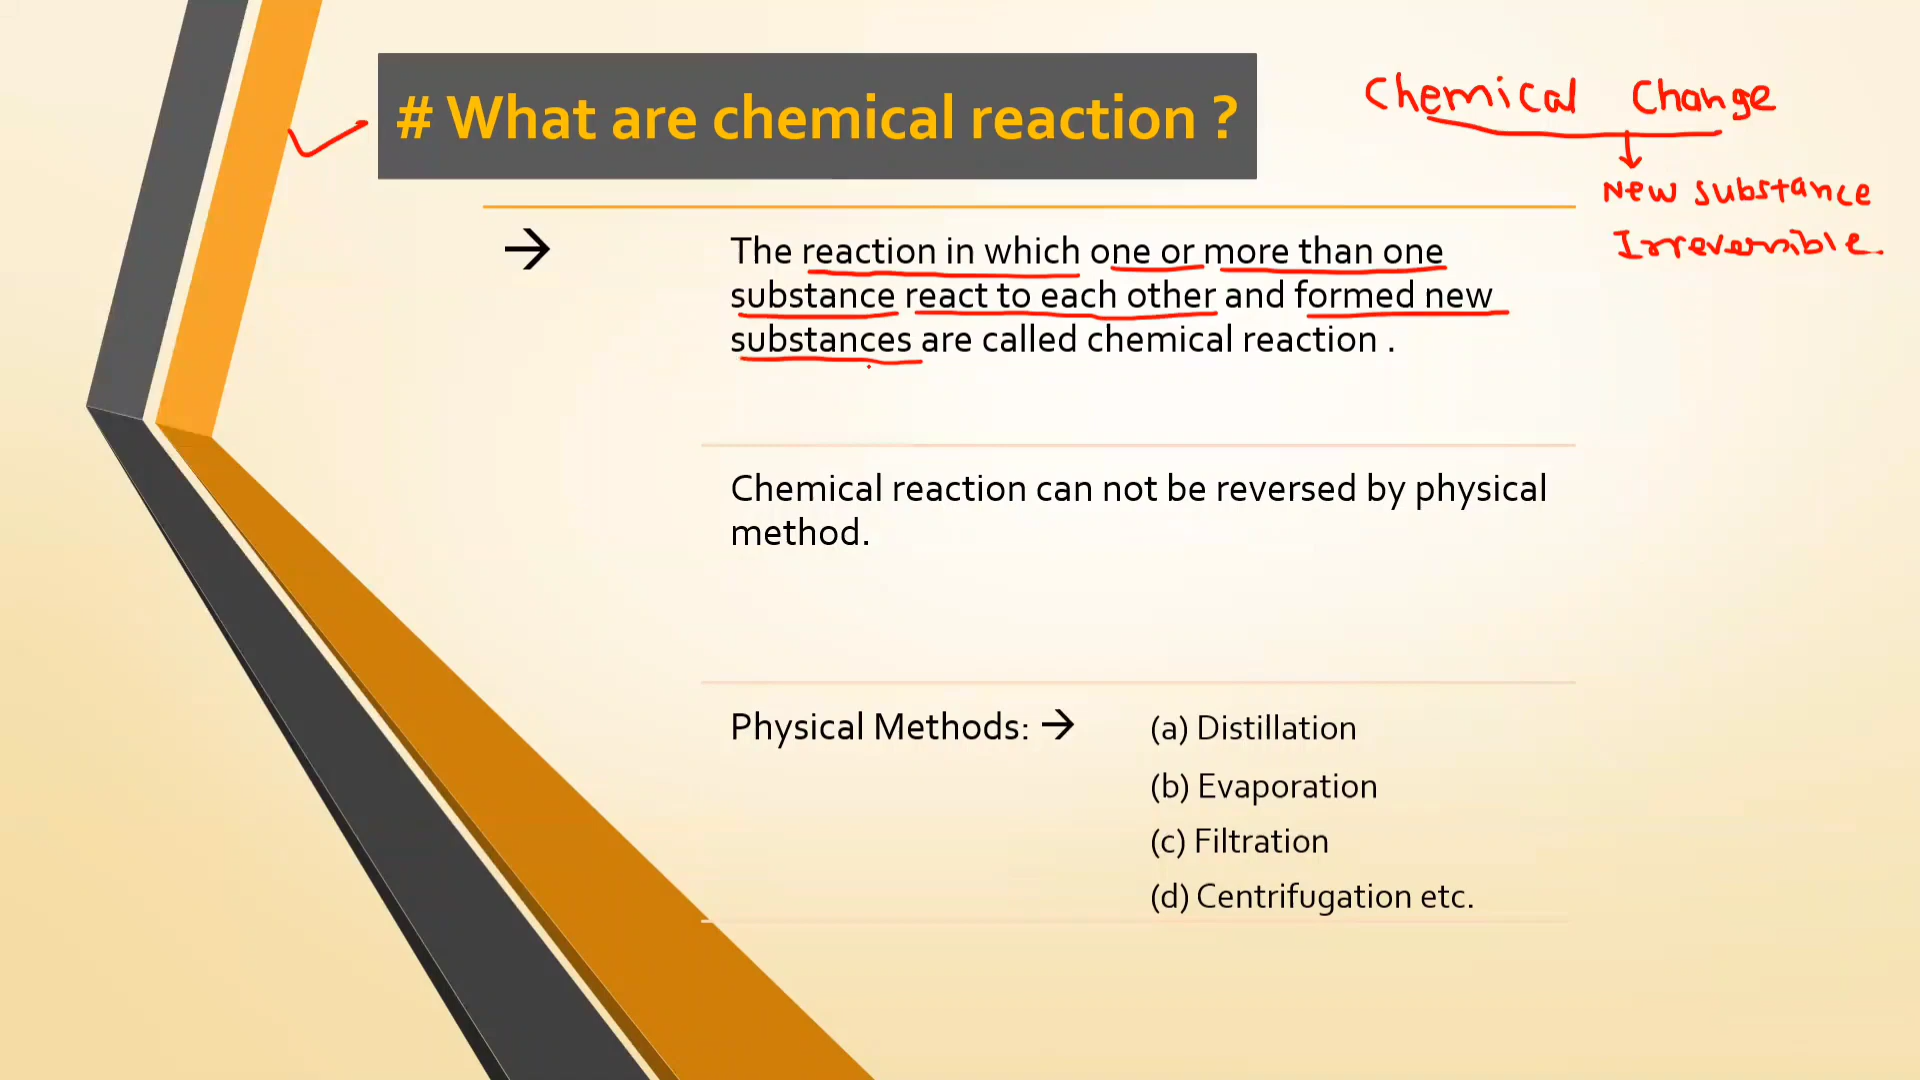 # What are chemical reaction ?
Chemical Change
↓
New substance
Irreversible
→ The reaction in which one or more than one
substance react to each other and formed new
substances are called chemical reaction .
Chemical reaction can not be reversed by physical
method.
Physical Methods: → (a) Distillation
(b) Evaporation
(c) Filtration
(d) Centrifugation etc.